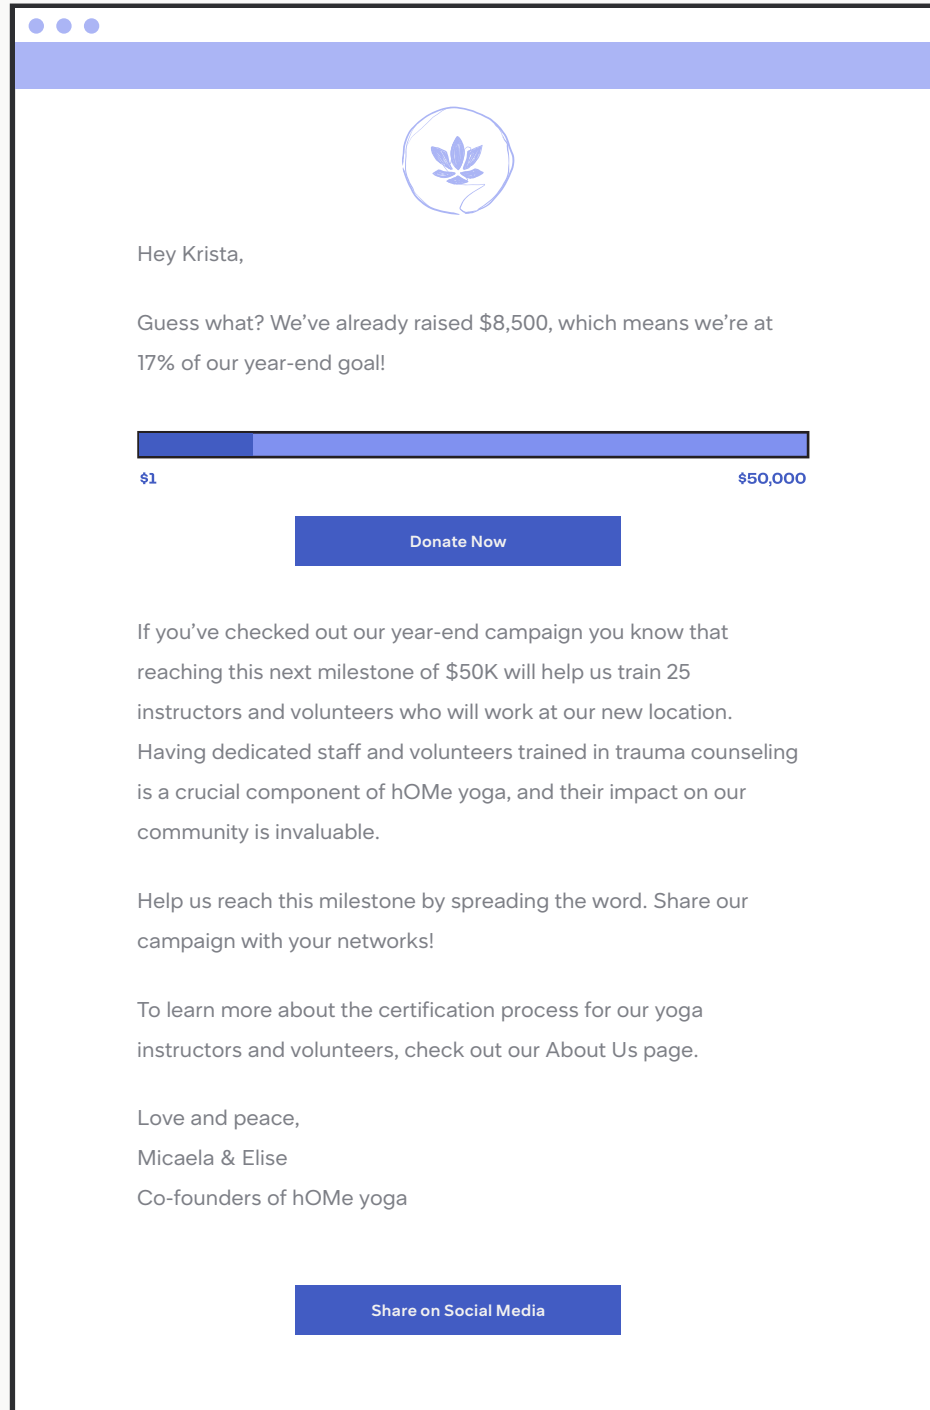 Hey Krista,
Guess what? We’ve already raised $8,500, which means we’re at
17% of our year-end goal!
$1
$50,000
Donate Now
If you’ve checked out our year-end campaign you know that
reaching this next milestone of $50K will help us train 25
instructors and volunteers who will work at our new location.
Having dedicated staff and volunteers trained in trauma counseling
is a crucial component of hOMe yoga, and their impact on our
community is invaluable.
Help us reach this milestone by spreading the word. Share our
campaign with your networks!
To learn more about the certification process for our yoga
instructors and volunteers, check out our About Us page.
Love and peace,
Micaela & Elise
Co-founders of hOMe yoga
Share on Social Media